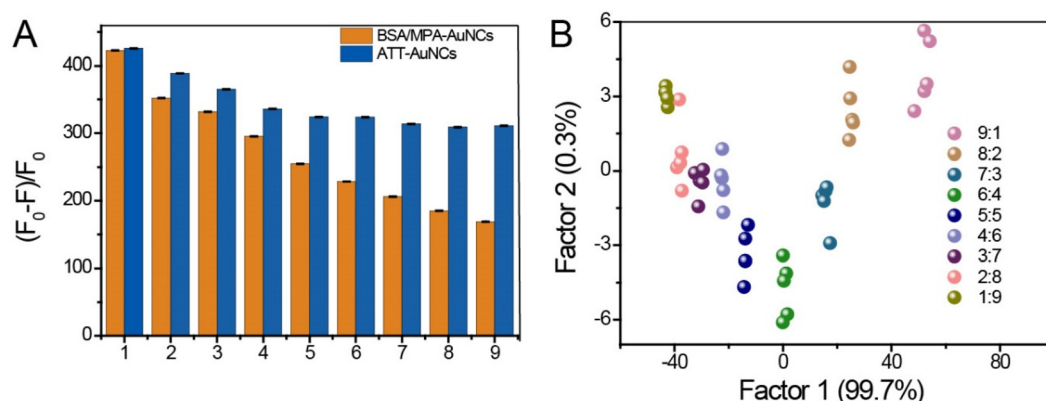 A
BSA/MPA-AuNCs
ATT-AuNCs
(F₀-F)/F₀
400
300
200
100
0
1 2 3 4 5 6 7 8 9
B
Factor 2 (0.3%)
6
3
0
-3
-6
9:1
8:2
7:3
6:4
5:5
4:6
3:7
2:8
1:9
-40 0 40 80
Factor 1 (99.7%)